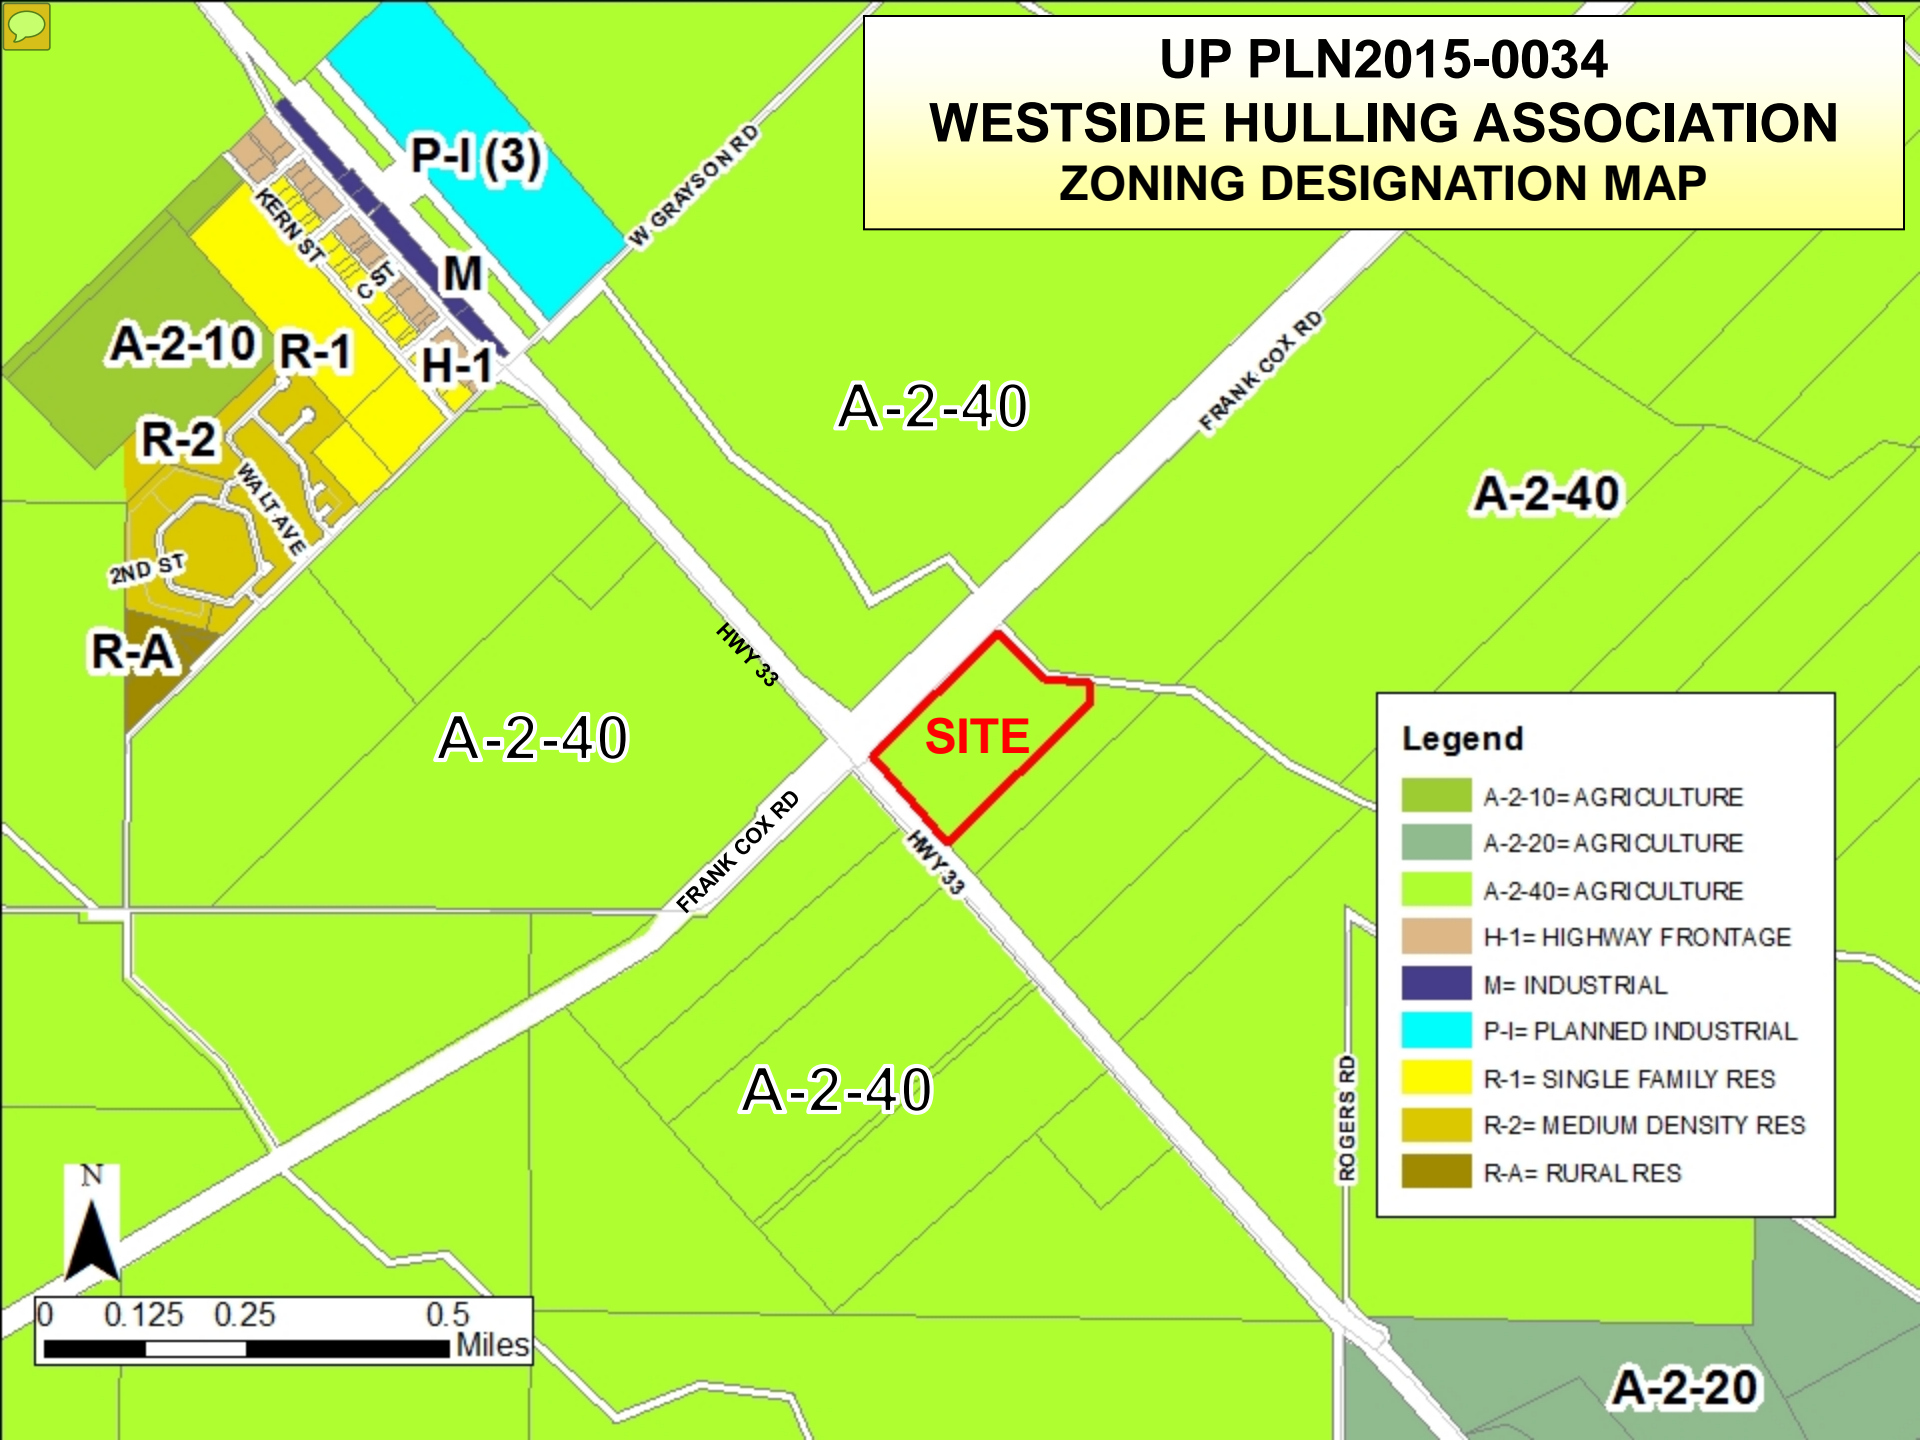 UP PLN2015-0034
WESTSIDE HULLING ASSOCIATION
ZONING DESIGNATION MAP
P-I (3)
W GRAYSON RD
KERN ST
C ST
M
A-2-10
R-1
H-1
R-2
WALT AVE
2ND ST
R-A
A-2-40
FRANK COX RD
A-2-40
HWY 33
A-2-40
SITE
FRANK COX RD
HWY 33
A-2-40
ROGERS RD
A-2-20
Legend
A-2-10= AGRICULTURE
A-2-20= AGRICULTURE
A-2-40= AGRICULTURE
H-1= HIGHWAY FRONTAGE
M= INDUSTRIAL
P-I= PLANNED INDUSTRIAL
R-1= SINGLE FAMILY RES
R-2= MEDIUM DENSITY RES
R-A= RURAL RES
N
0 0.125 0.25 0.5
Miles